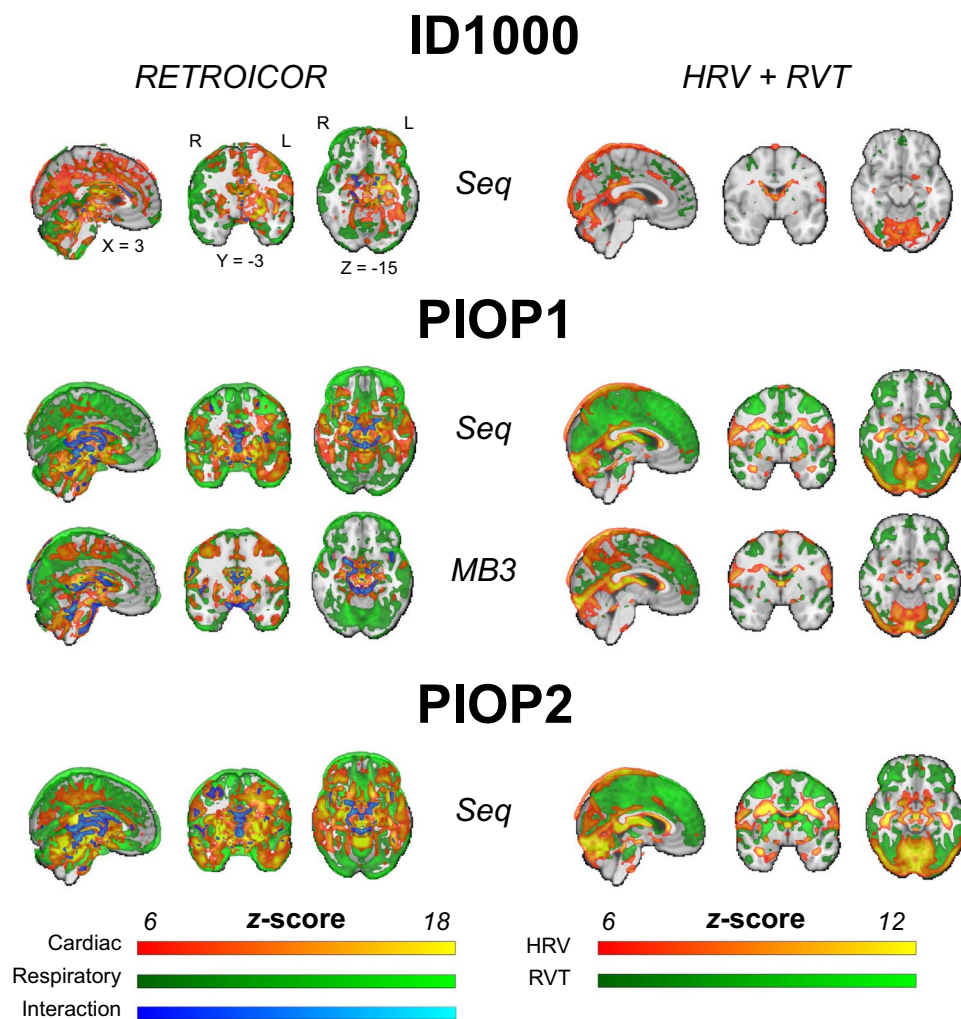 ID1000
RETROICOR
HRV + RVT
R L R L
Seq
X = 3
Y = -3
Z = -15
PIOP1
Seq
MB3
PIOP2
Seq
6 z-score 18
Cardiac
Respiratory
Interaction
6 z-score 12
HRV
RVT